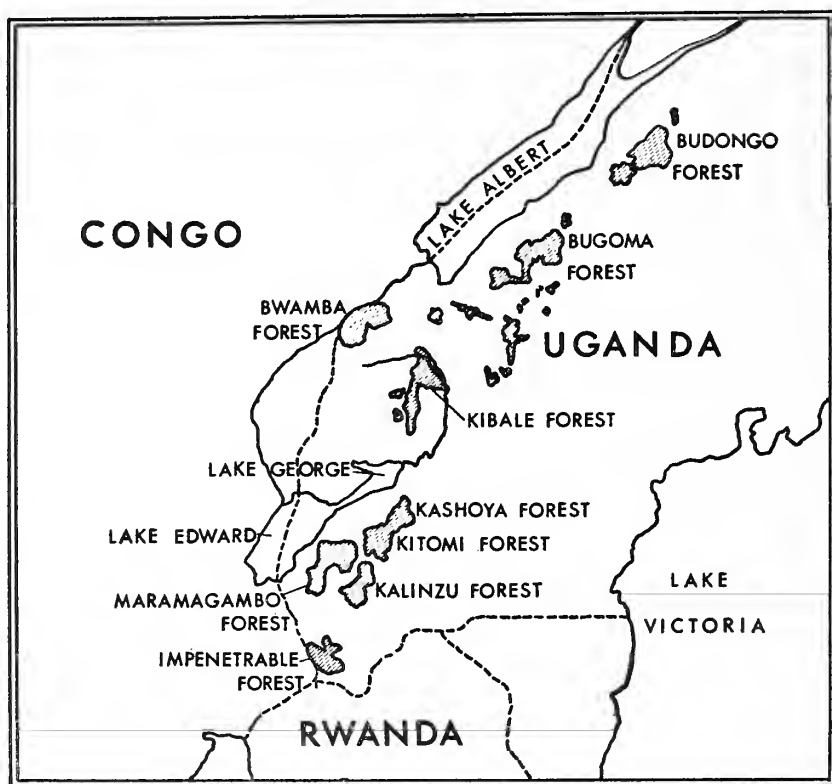 BUDONGO
FOREST
LAKE ALBERT
CONGO
BUGOMA
FOREST
BWAMBA
FOREST
UGANDA
KIBALE FOREST
LAKE GEORGE
KASHOYA FOREST
LAKE EDWARD
KITOMI FOREST
MARAMAGAMBO
FOREST
KALINZU FOREST
LAKE
VICTORIA
IMPENETRABLE
FOREST
RWANDA